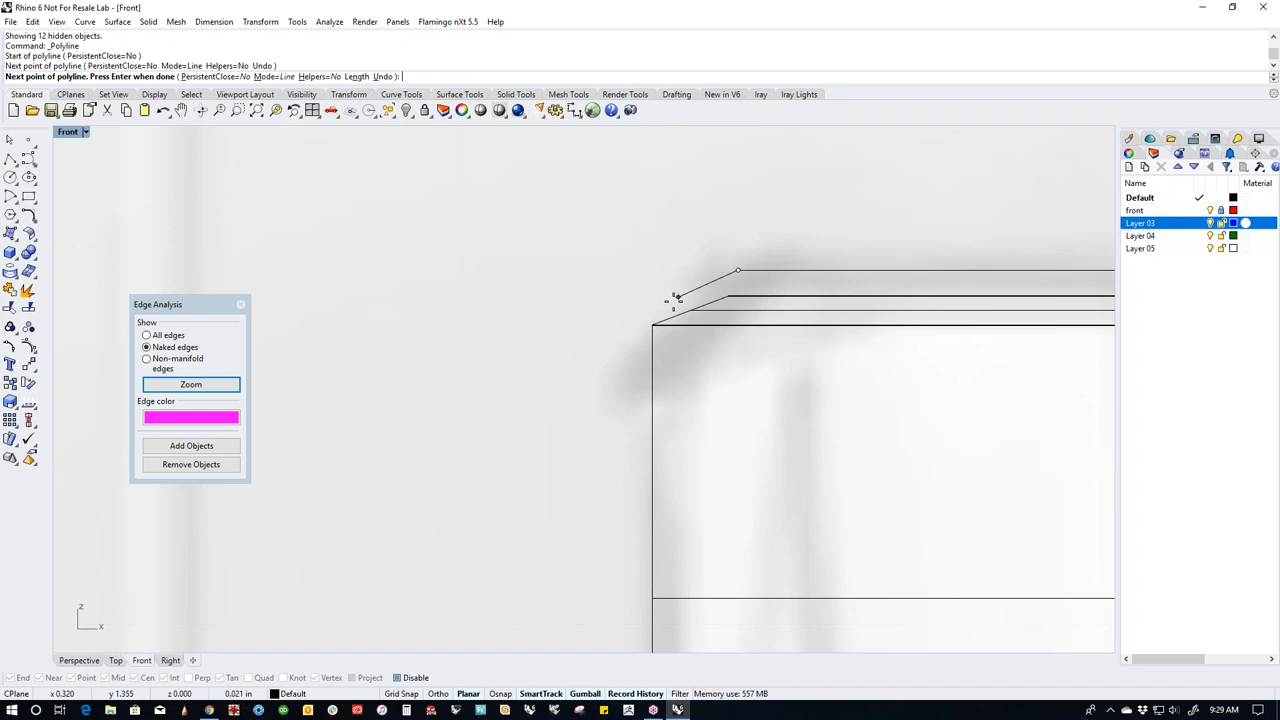 Rhino 6 Not For Resale Lab - [Front]
File Edit View Curve Surface Solid Mesh Dimension Transform Tools Analyze Render Panels Flamingo nXt 5.5 Help
Showing 12 hidden objects.
Command: _Polyline
Start of polyline ( PersistentClose=No )
Next point of polyline ( PersistentClose=No Mode=Line Helpers=No Undo )
Next point of polyline. Press Enter when done ( PersistentClose=No Mode=Line Helpers=No Length Undo ):
Standard CPlanes Set View Display Select Viewport Layout Visibility Transform Curve Tools Surface Tools Solid Tools Mesh Tools Render Tools Drafting New in V6 Iray Iray Lights
Front
Name Material
Default
front
Layer 03
Layer 04
Layer 05
Edge Analysis
Show
All edges
Naked edges
Non-manifold
edges
Zoom
Edge color
Add Objects
Remove Objects
z
x
Perspective Top Front Right
End Near Point Mid Cen Int Perp Tan Quad Knot Vertex Project Disable
CPlane x 0.320 y 1.355 z 0.000 0.021 in Default Grid Snap Ortho Planar Osnap SmartTrack Gumball Record History Filter Memory use: 557 MB
9:29 AM